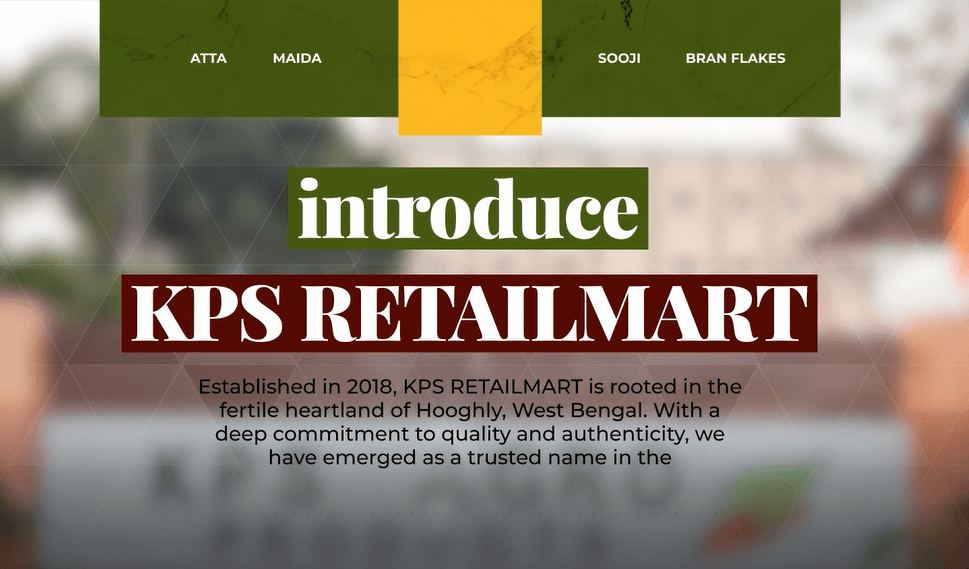 ATTA MAIDA SOOJI BRAN FLAKES
introduce
KPS RETAILMART
Established in 2018, KPS RETAILMART is rooted in the
fertile heartland of Hooghly, West Bengal. With a
deep commitment to quality and authenticity, we
have emerged as a trusted name in the
KPS AGRO